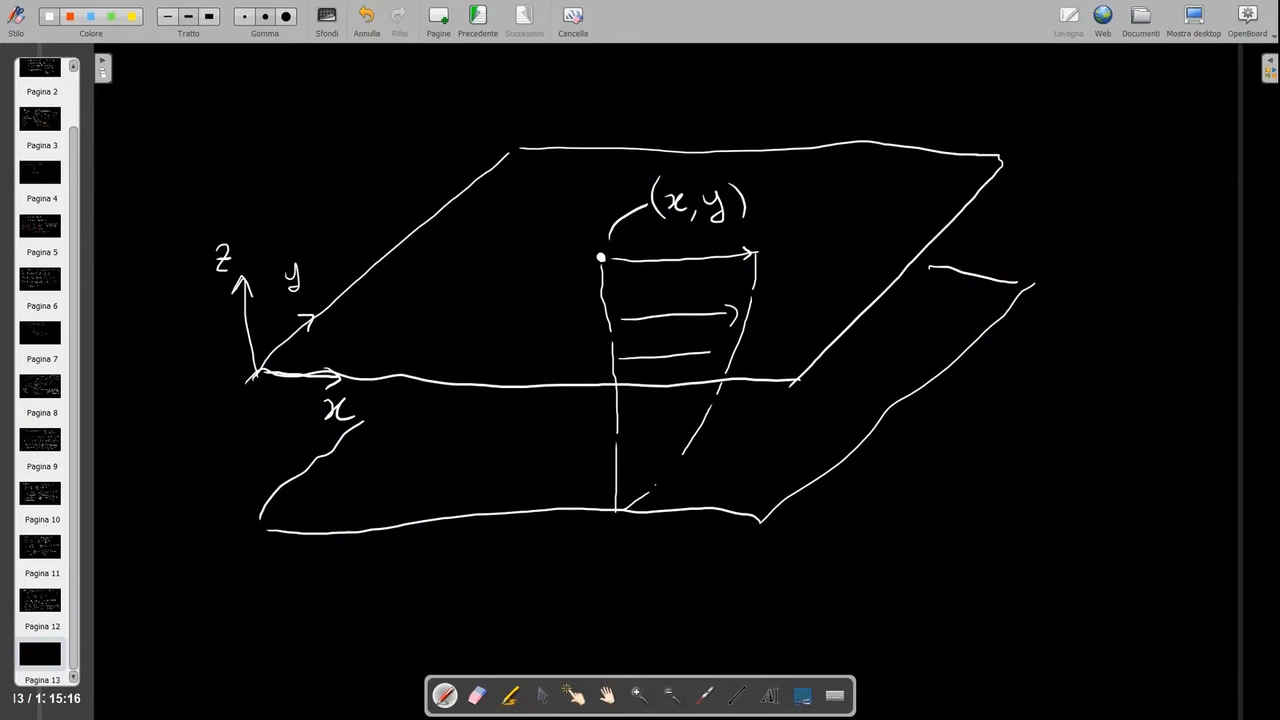 Stilo Colore Tratto Gomma Sfondi Annulla Rifai Pagine Precedente Successivo Cancella Lavagna Web Documenti Mostra desktop OpenBoard
Pagina 2
Pagina 3
Pagina 4
Pagina 5
Pagina 6
Pagina 7
Pagina 8
Pagina 9
Pagina 10
Pagina 11
Pagina 12
Pagina 13
15:16
(x, y)
z
y
x
AI